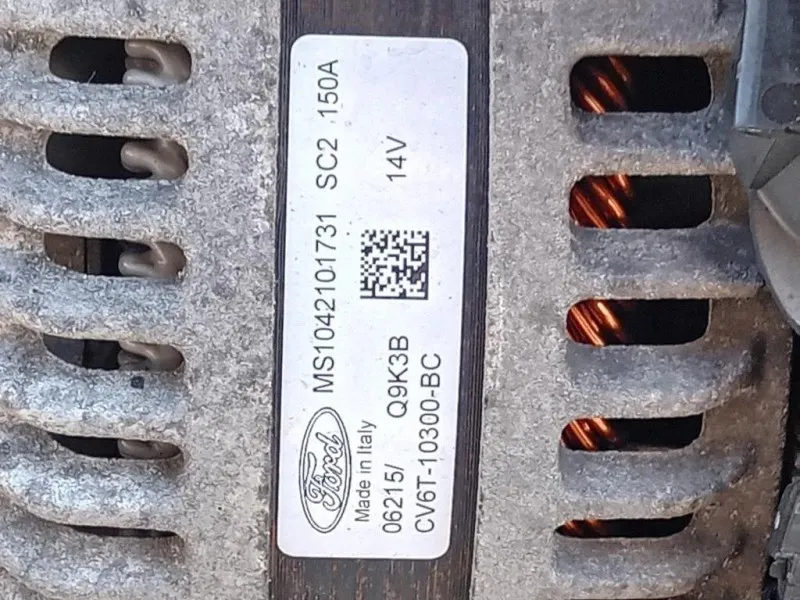 Ford
MS1042101731 SC2 150A
Made in Italy
14V
06215/ Q9K3B
CV6T-10300-BC